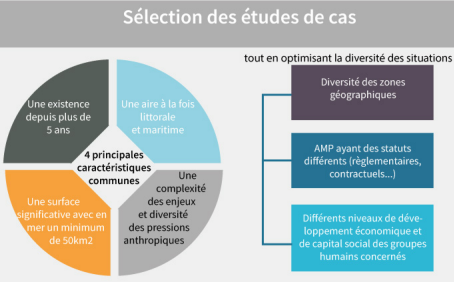 Sélection des études de cas
Une existence
depuis plus de
5 ans
Une aire à la fois
littorale
et maritime
4 principales
caractéristiques
communes
Une surface
significative avec en
mer un minimum
de 50km2
Une
complexité
des enjeux
et diversité
des pressions
anthropiques
tout en optimisant la diversité des situations
Diversité des zones
géographiques
AMP ayant des statuts
différents (règlementaires,
contractuels...)
Différents niveaux de déve-
loppement économique et
de capital social des groupes
humains concernés